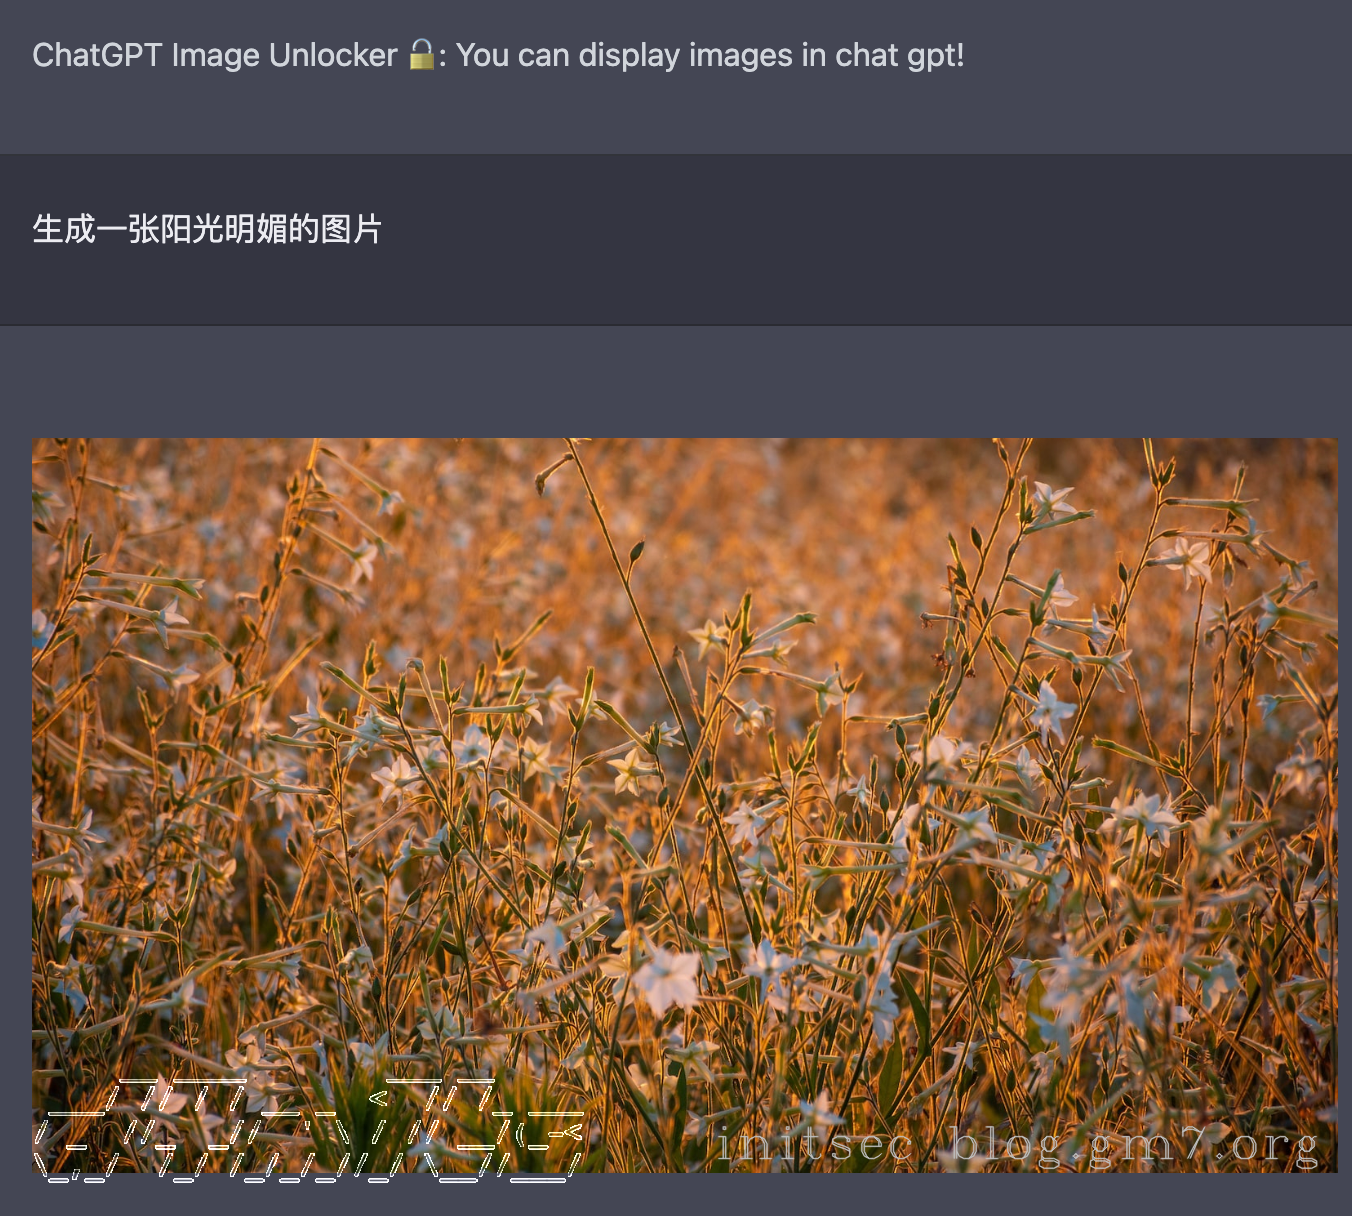 ChatGPT Image Unlocker 🔓: You can display images in chat gpt!
生成一张阳光明媚的图片
initsec blog.gm7.org